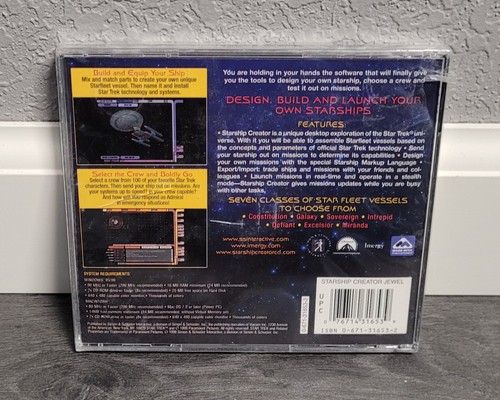 Build and Equip Your Ship
Mix and match parts to create your own unique
Starfleet vessel. Then name it and install
Star Trek technology and systems.
Select the Crew and Boldly Go
Select a crew from 100 of your favorite Star Trek
characters. Then send your ship out on missions. Are
your systems up to speed? Is your crew capable?
And how will you respond as Admiral
in emergency situations?
You are holding in your hands the software that will finally give
you the tools to design your own starship, choose a crew and
test it out on missions.
DESIGN, BUILD AND LAUNCH YOUR
OWN STARSHIPS
FEATURES
• Starship Creator is a unique desktop exploration of the Star Trek® uni-
verse. With it you will be able to assemble Starfleet vessels based on
the concepts and parameters of official Star Trek technology • Send
your starship out on missions to determine its capabilities • Design
your own missions with the special Starship Markup Language •
Export/Import: trade ships and missions with your friends and col-
leagues • Launch missions in real-time and operate in a stealth
mode—Starship Creator gives missions updates while you are busy
with other tasks.
SEVEN CLASSES OF STAR FLEET VESSELS
TO CHOOSE FROM
• Constitution • Galaxy • Sovereign • Intrepid
• Defiant • Excelsior • Miranda
www.ssinteractive.com
www.imergy.com
www.starshipcreator.com
Imergy
SYSTEM REQUIREMENTS
WINDOWS 95/98
MACINTOSH
STARSHIP CREATOR JEWEL
UPC
76714 31653
ISBN 0-671-31653-2